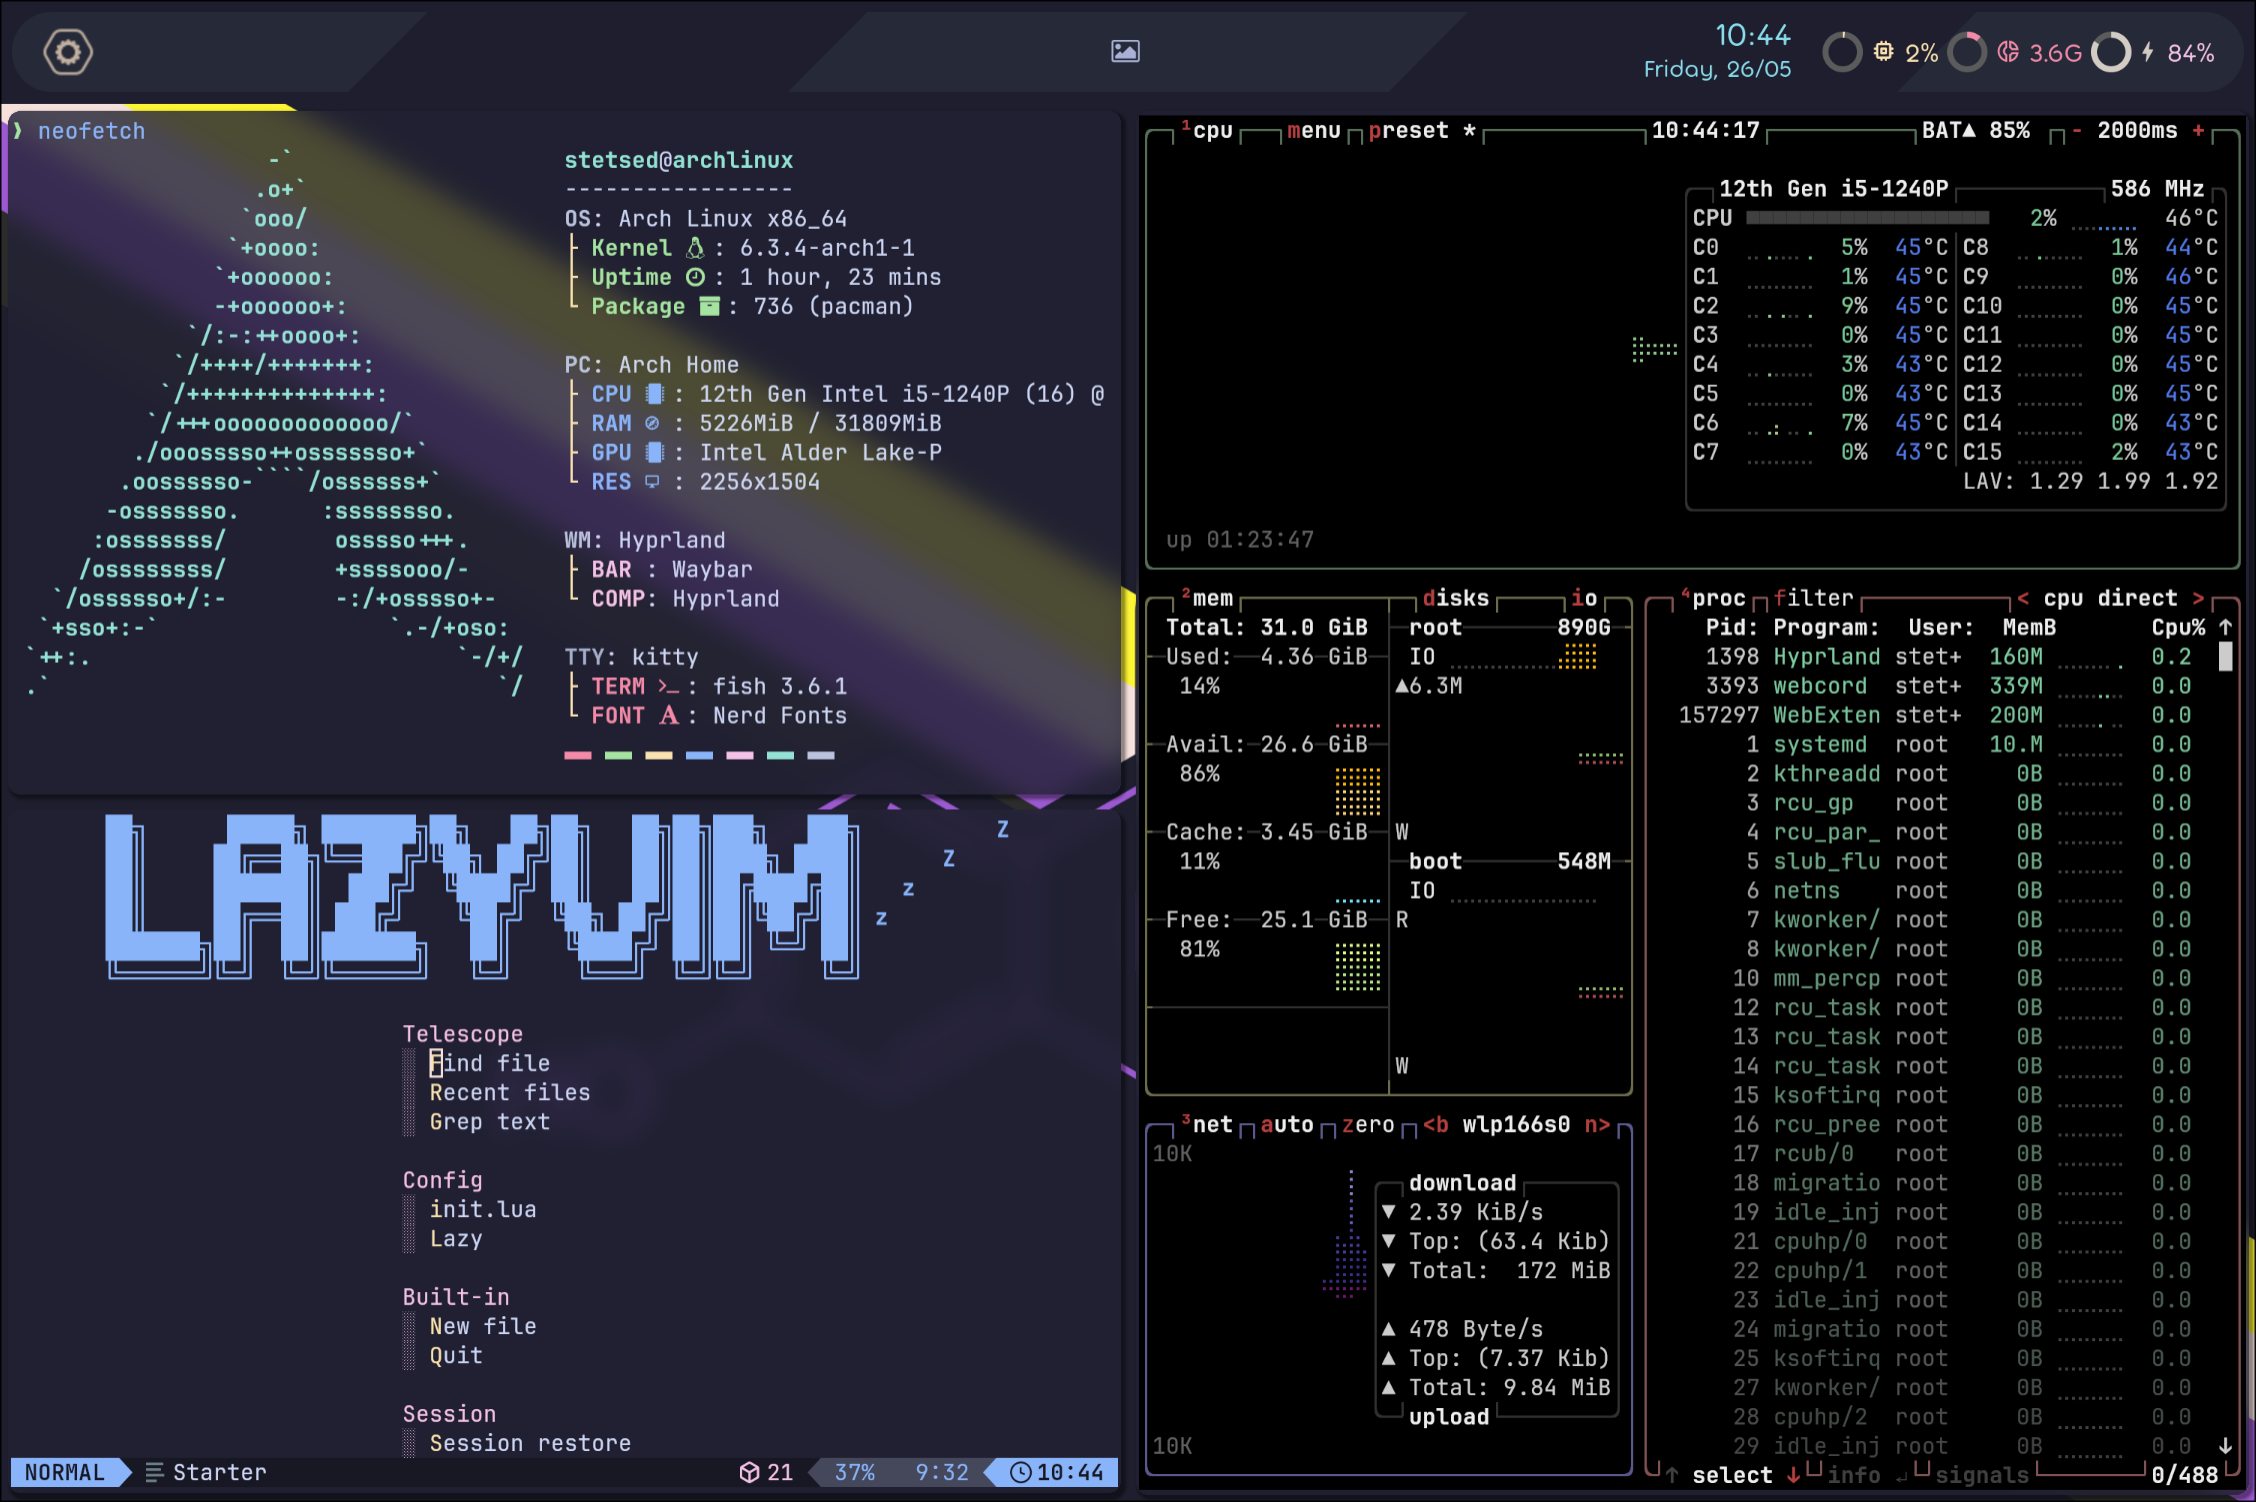 10:44
Friday, 26/05
2%
3.6G
84%
❱ neofetch
stetsed@archlinux
-----------------
OS: Arch Linux x86_64
Kernel : 6.3.4-arch1-1
Uptime : 1 hour, 23 mins
Package : 736 (pacman)
PC: Arch Home
CPU : 12th Gen Intel i5-1240P (16) @
RAM : 5226MiB / 31809MiB
GPU : Intel Alder Lake-P
RES : 2256x1504
WM: Hyprland
BAR : Waybar
COMP: Hyprland
TTY: kitty
TERM : fish 3.6.1
FONT : Nerd Fonts
LAZYVIM
Z
Z
z
z
Telescope
Find file
Recent files
Grep text
Config
init.lua
Lazy
Built-in
New file
Quit
Session
Session restore
NORMAL Starter 21 37% 9:32 10:44
1cpu menu preset * 10:44:17 BAT▲ 85% - 2000ms +
12th Gen i5-1240P 586 MHz
CPU 2% 46°C
C0 5% 45°C C8 1% 44°C
C1 1% 45°C C9 0% 46°C
C2 9% 45°C C10 0% 45°C
C3 0% 45°C C11 0% 45°C
C4 3% 43°C C12 0% 45°C
C5 0% 43°C C13 0% 45°C
C6 7% 45°C C14 0% 43°C
C7 0% 43°C C15 2% 43°C
LAV: 1.29 1.99 1.92
up 01:23:47
2mem disks io
Total: 31.0 GiB
Used: 4.36 GiB
14%
Avail: 26.6 GiB
86%
Cache: 3.45 GiB
11%
Free: 25.1 GiB
81%
root 890G
IO
▲6.3M
W
boot 548M
IO
R
W
3net auto zero <b wlp166s0 n>
10K
download
▼ 2.39 KiB/s
▼ Top: (63.4 Kib)
▼ Total: 172 MiB
▲ 478 Byte/s
▲ Top: (7.37 Kib)
▲ Total: 9.84 MiB
upload
10K
4proc filter < cpu direct >
Pid: Program: User: MemB Cpu% ↑
1398 Hyprland stet+ 160M 0.2
3393 webcord stet+ 339M 0.0
157297 WebExten stet+ 200M 0.0
1 systemd root 10.M 0.0
2 kthreadd root 0B 0.0
3 rcu_gp root 0B 0.0
4 rcu_par_ root 0B 0.0
5 slub_flu root 0B 0.0
6 netns root 0B 0.0
7 kworker/ root 0B 0.0
8 kworker/ root 0B 0.0
10 mm_percp root 0B 0.0
12 rcu_task root 0B 0.0
13 rcu_task root 0B 0.0
14 rcu_task root 0B 0.0
15 ksoftirq root 0B 0.0
16 rcu_pree root 0B 0.0
17 rcub/0 root 0B 0.0
18 migratio root 0B 0.0
19 idle_inj root 0B 0.0
21 cpuhp/0 root 0B 0.0
22 cpuhp/1 root 0B 0.0
23 idle_inj root 0B 0.0
24 migratio root 0B 0.0
25 ksoftirq root 0B 0.0
27 kworker/ root 0B 0.0
28 cpuhp/2 root 0B 0.0
29 idle_inj root 0B 0.0 ↓
↑ select ↓ info ↵ signals 0/488